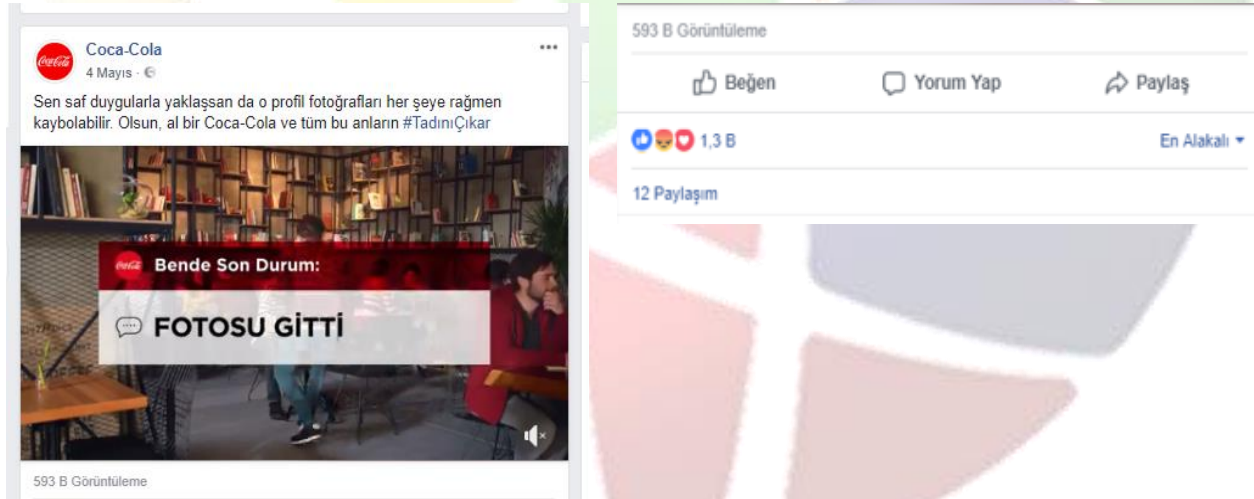 Coca-Cola
4 Mayıs ·
Sen saf duygularla yaklaşsan da o profil fotoğrafları her şeye rağmen
kaybolabilir. Olsun, al bir Coca-Cola ve tüm bu anların #TadınıÇıkar
Coca-Cola Bende Son Durum:
FOTOSU GİTTİ
593 B Görüntüleme
593 B Görüntüleme
Beğen Yorum Yap Paylaş
1,3 B En Alakalı
12 Paylaşım